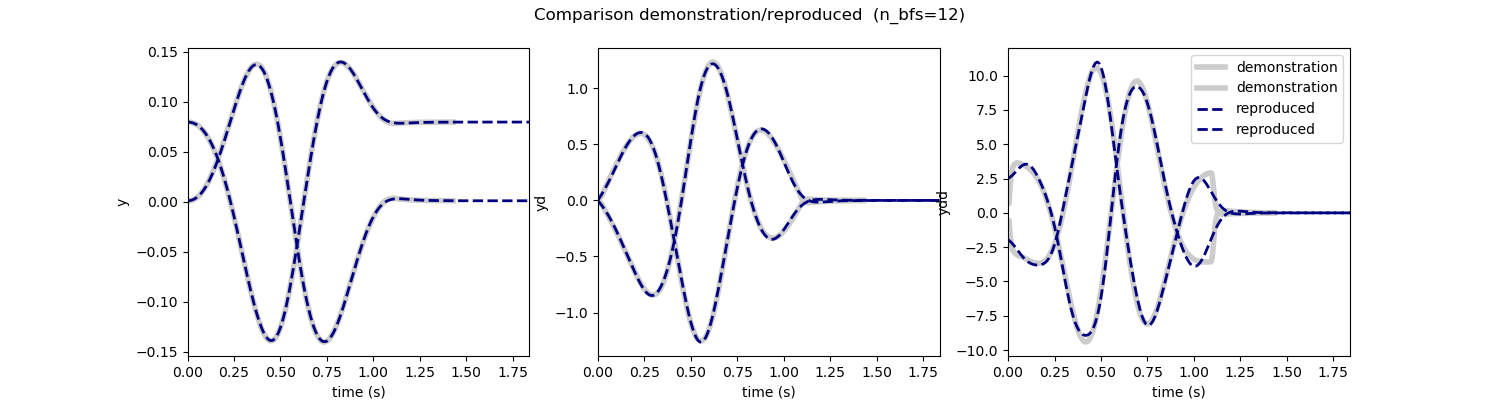 Comparison demonstration/reproduced (n_bfs=12)
0.15
0.10
0.05
0.00
−0.05
−0.10
−0.15
y
0.00 0.25 0.50 0.75 1.00 1.25 1.50 1.75
time (s)
1.0
0.5
0.0
−0.5
−1.0
yd
0.00 0.25 0.50 0.75 1.00 1.25 1.50 1.75
time (s)
10.0
7.5
5.0
2.5
0.0
−2.5
−5.0
−7.5
−10.0
ydd
0.00 0.25 0.50 0.75 1.00 1.25 1.50 1.75
time (s)
demonstration
demonstration
reproduced
reproduced